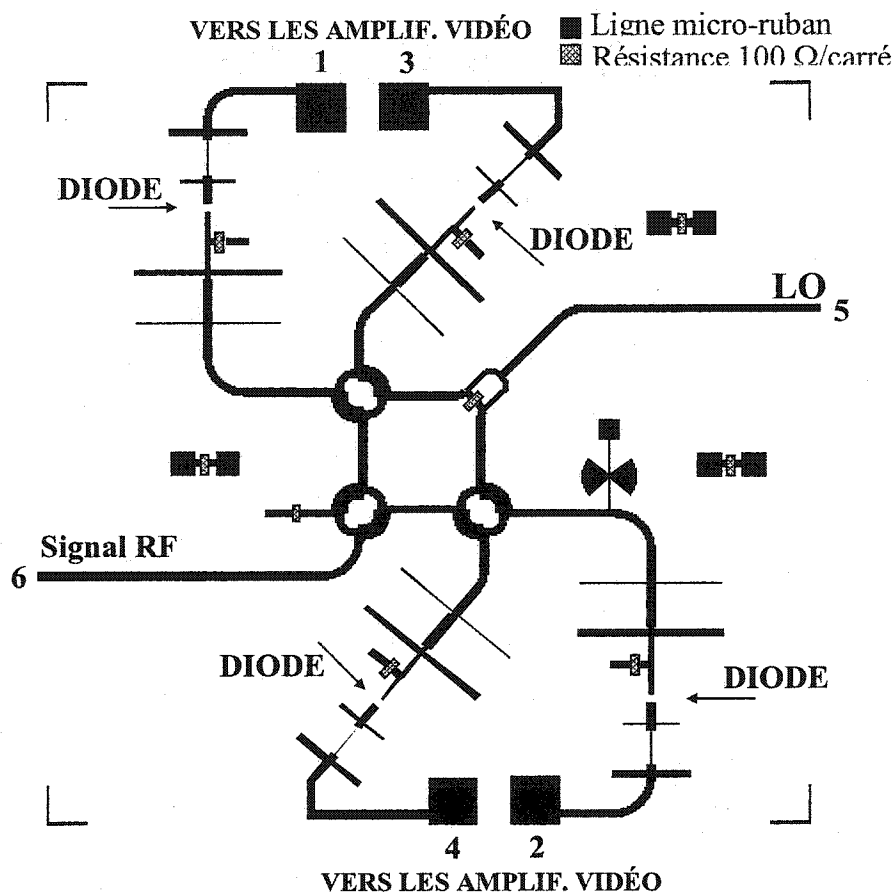 VERS LES AMPLIF. VIDÉO
Ligne micro-ruban
Résistance 100 Ω/carré
1
3
DIODE
DIODE
LO
5
Signal RF
6
DIODE
DIODE
4
2
VERS LES AMPLIF. VIDÉO